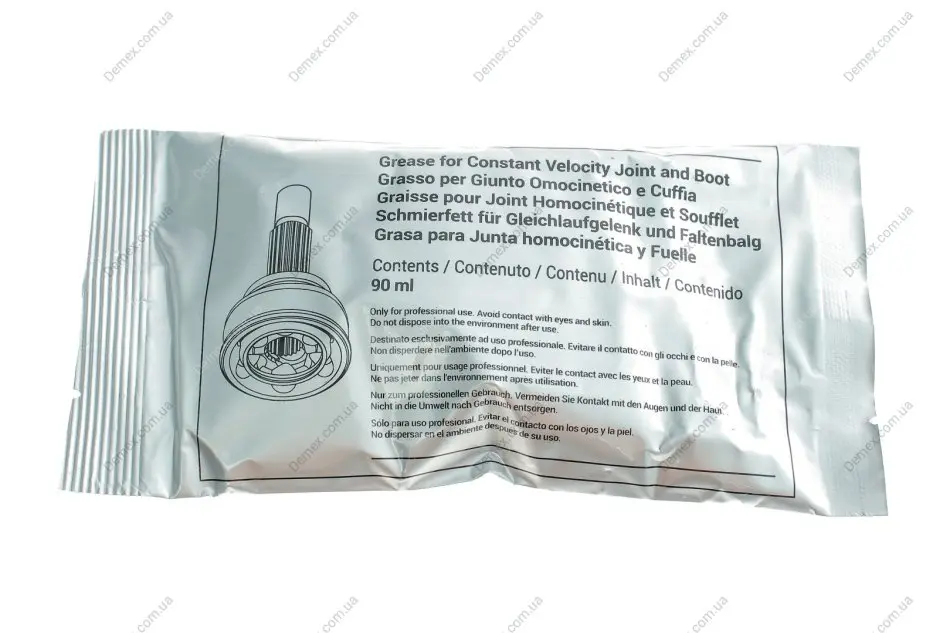 Grease for Constant Velocity Joint and Boot
Grasso per Giunto Omocinetico e Cuffia
Graisse pour Joint Homocinétique et Soufflet
Schmierfett für Gleichlaufgelenk und Faltenbalg
Grasa para Junta homocinética y Fuelle
Contents / Contenuto / Contenu / Inhalt / Contenido
90 ml
Only for professional use. Avoid contact with eyes and skin.
Do not dispose into the environment after use.
Destinato esclusivamente ad uso professionale. Evitare il contatto con gli occhi e con la pelle.
Non disperdere nell'ambiente dopo l'uso.
Uniquement pour usage professionnel. Eviter le contact avec les yeux et la peau.
Ne pas jeter dans l'environnement apres utilisation.
Nur zum professionellen Gebrauch. Vermeiden Sie Kontakt mit den Augen und der Haut.
Nicht in die Umwelt nach Gebrauch entsorgen.
Sólo para uso profesional. Evitar el contacto con los ojos y la piel.
No dispersar en el ambiente despues de su uso.
Demex.com.ua